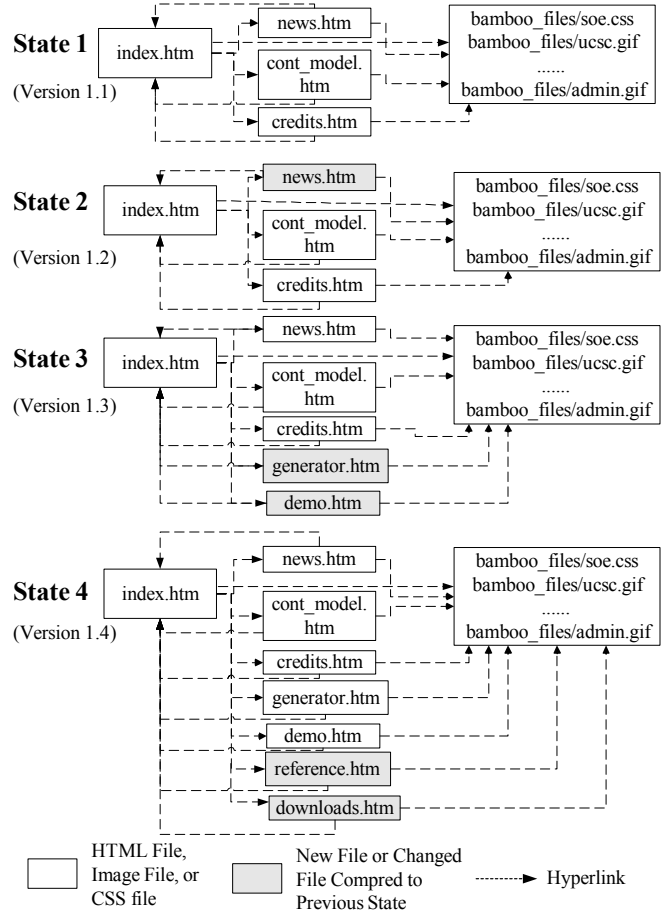 State 1
(Version 1.1)
index.htm
news.htm
cont_model.
htm
credits.htm
bamboo_files/soe.css
bamboo_files/ucsc.gif
......
bamboo_files/admin.gif
State 2
(Version 1.2)
index.htm
news.htm
cont_model.
htm
credits.htm
bamboo_files/soe.css
bamboo_files/ucsc.gif
......
bamboo_files/admin.gif
State 3
(Version 1.3)
index.htm
news.htm
cont_model.
htm
credits.htm
generator.htm
demo.htm
bamboo_files/soe.css
bamboo_files/ucsc.gif
......
bamboo_files/admin.gif
State 4
(Version 1.4)
index.htm
news.htm
cont_model.
htm
credits.htm
generator.htm
demo.htm
reference.htm
downloads.htm
bamboo_files/soe.css
bamboo_files/ucsc.gif
......
bamboo_files/admin.gif
HTML File,
Image File, or
CSS file
New File or Changed
File Compred to
Previous State
Hyperlink